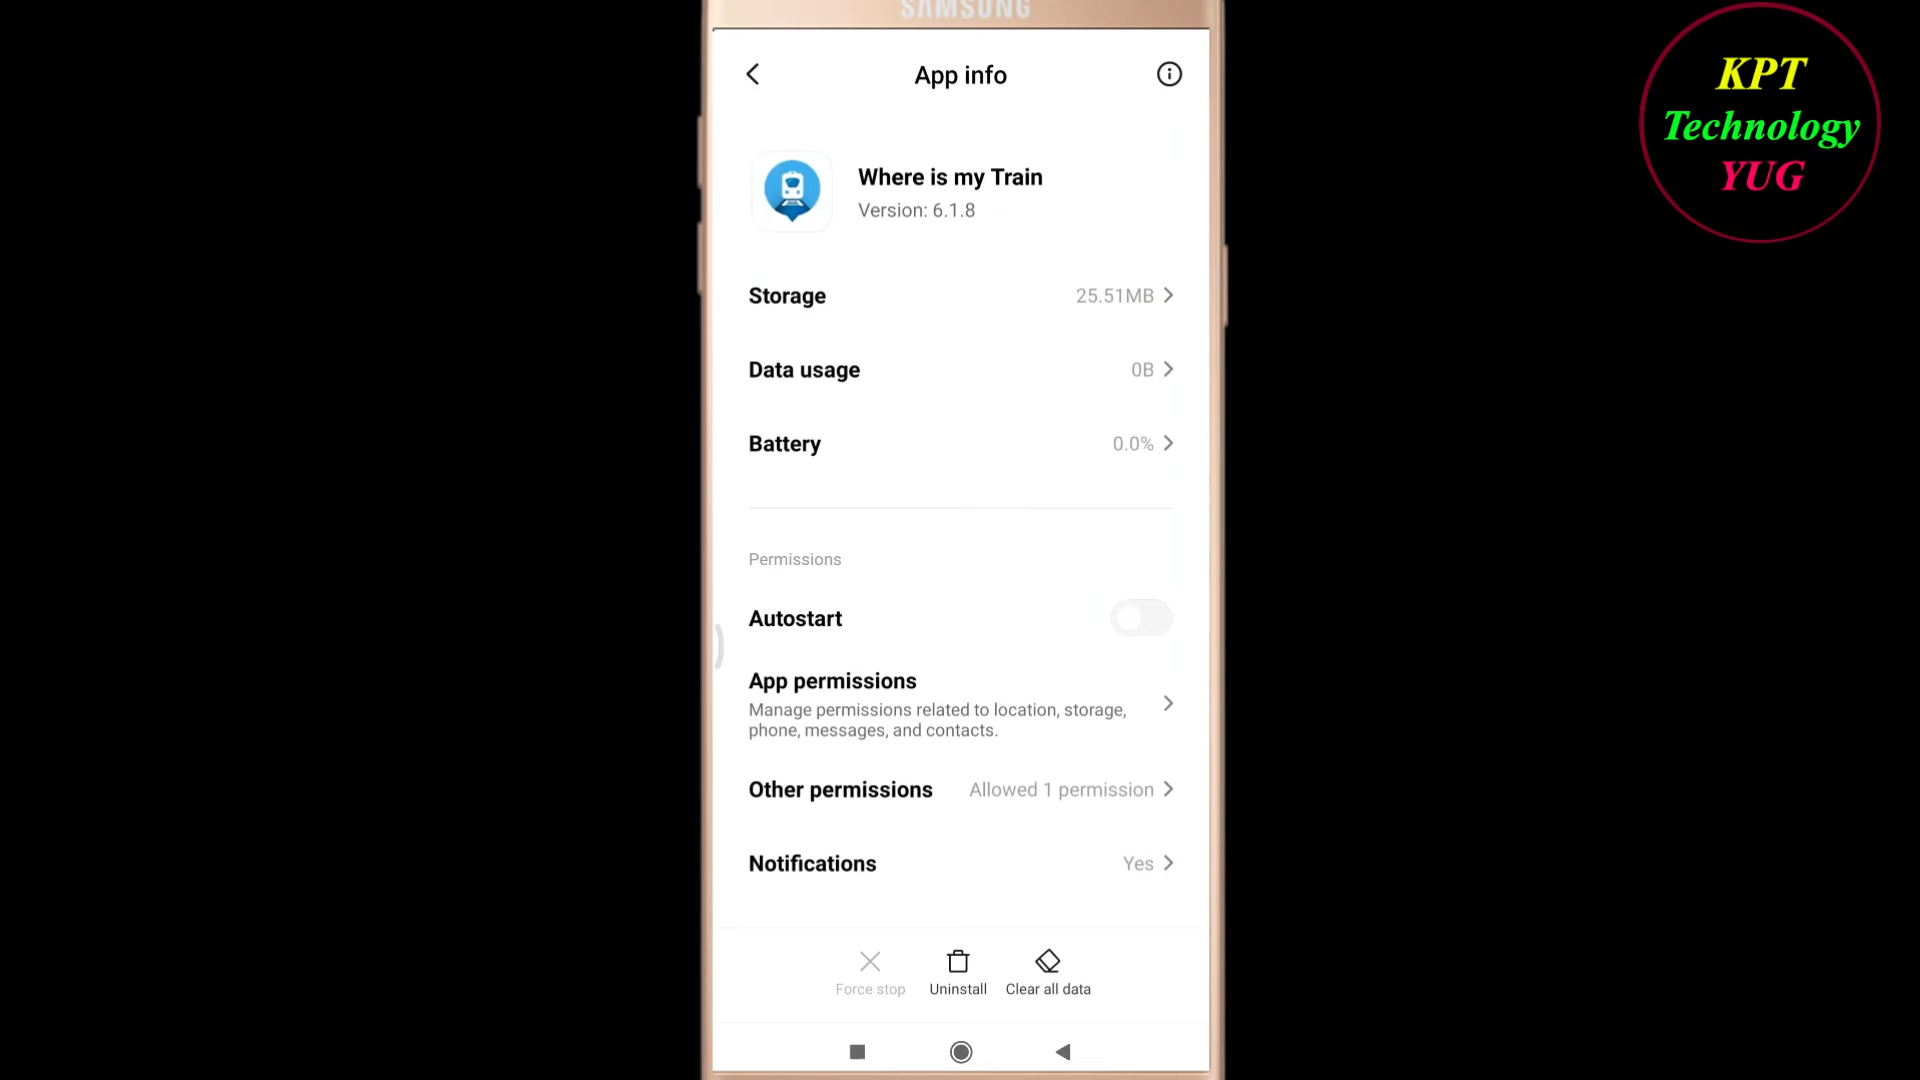 SAMSUNG
App info
Where is my Train
Version: 6.1.8
Storage 25.51MB
Data usage 0B
Battery 0.0%
Permissions
Autostart
App permissions
Manage permissions related to location, storage,
phone, messages, and contacts.
Other permissions Allowed 1 permission
Notifications Yes
Force stop Uninstall Clear all data
KPT
Technology
YUG